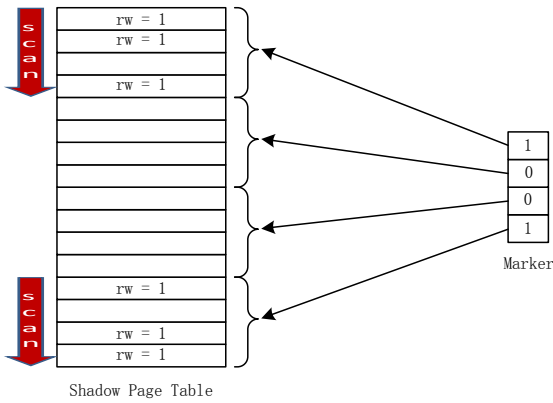 scan
rw = 1
rw = 1
rw = 1
1
0
0
1
Marker
scan
rw = 1
rw = 1
rw = 1
Shadow Page Table